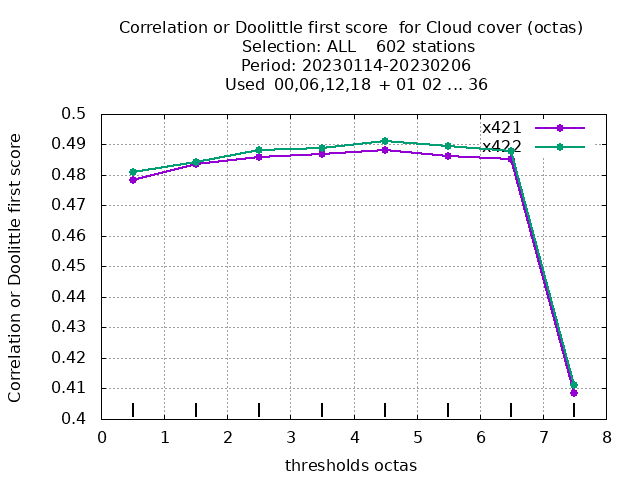 Correlation or Doolittle first score  for Cloud cover (octas)
Selection: ALL    602 stations
Period: 20230114-20230206
Used  00,06,12,18  + 01 02 ... 36
x421
x422
0.5
0.49
0.48
0.47
0.46
0.45
0.44
0.43
0.42
0.41
0.4
Correlation or Doolittle first score
0 1 2 3 4 5 6 7 8
thresholds octas